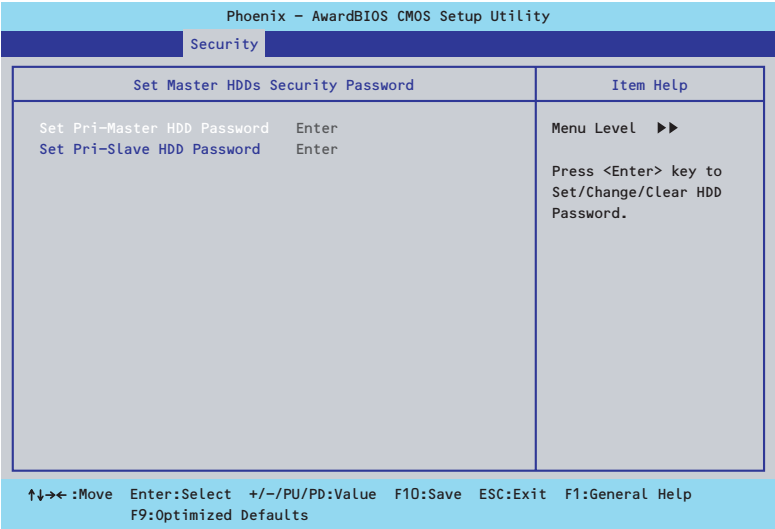 Phoenix – AwardBIOS CMOS Setup Utility
Security
Set Master HDDs Security Password
Item Help
Set Pri-Master HDD Password Enter
Set Pri-Slave HDD Password Enter
Menu Level ▶▶
Press <Enter> key to
Set/Change/Clear HDD
Password.
↑↓→← :Move Enter:Select +/-/PU/PD:Value F10:Save ESC:Exit F1:General Help
F9:Optimized Defaults